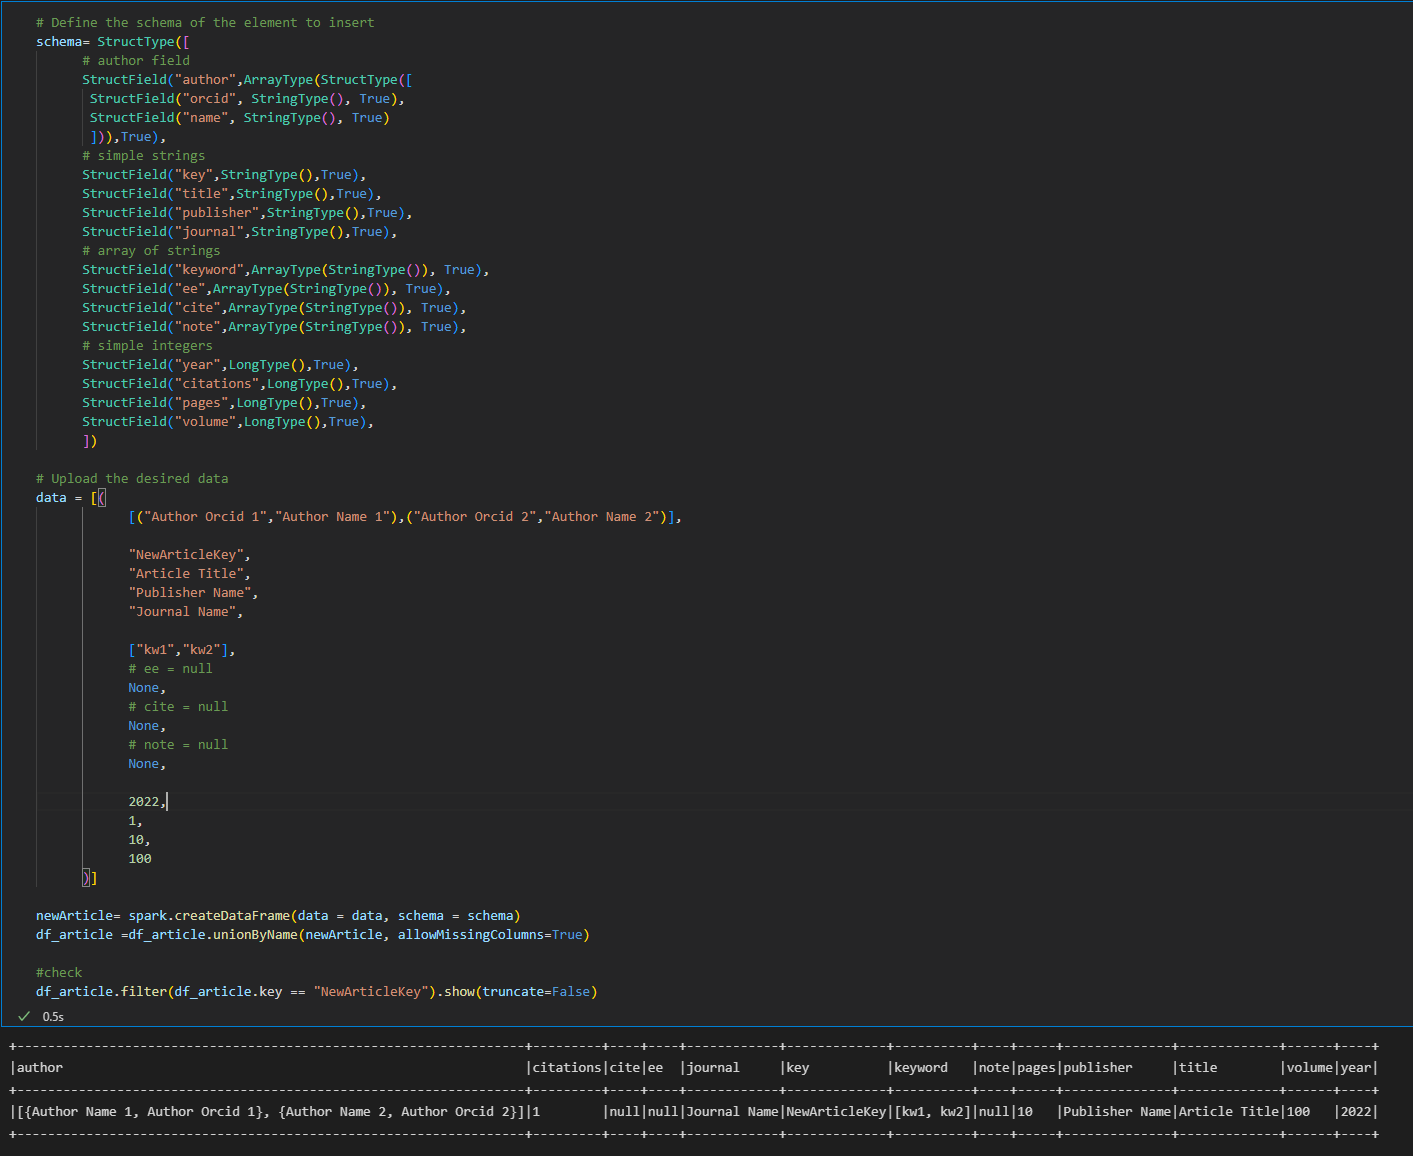 # Define the schema of the element to insert
schema= StructType([
# author field
StructField("author",ArrayType(StructType([
StructField("orcid", StringType(), True),
StructField("name", StringType(), True)
])),True),
# simple strings
StructField("key",StringType(),True),
StructField("title",StringType(),True),
StructField("publisher",StringType(),True),
StructField("journal",StringType(),True),
# array of strings
StructField("keyword",ArrayType(StringType()), True),
StructField("ee",ArrayType(StringType()), True),
StructField("cite",ArrayType(StringType()), True),
StructField("note",ArrayType(StringType()), True),
# simple integers
StructField("year",LongType(),True),
StructField("citations",LongType(),True),
StructField("pages",LongType(),True),
StructField("volume",LongType(),True),
])
# Upload the desired data
data = [(
[("Author Orcid 1","Author Name 1"),("Author Orcid 2","Author Name 2")],
"NewArticleKey",
"Article Title",
"Publisher Name",
"Journal Name",
["kw1","kw2"],
# ee = null
None,
# cite = null
None,
# note = null
None,
2022,
1,
10,
100
)]
newArticle= spark.createDataFrame(data = data, schema = schema)
df_article =df_article.unionByName(newArticle, allowMissingColumns=True)
#check
df_article.filter(df_article.key == "NewArticleKey").show(truncate=False)
✓ 0.5s
+------------------------------------------------------------------+---------+----+----+------------+-------------+----------+----+-----+--------------+-------------+------+----+
|author |citations|cite|ee |journal |key |keyword |note|pages|publisher |title |volume|year|
+------------------------------------------------------------------+---------+----+----+------------+-------------+----------+----+-----+--------------+-------------+------+----+
|[{Author Name 1, Author Orcid 1}, {Author Name 2, Author Orcid 2}]|1 |null|null|Journal Name|NewArticleKey|[kw1, kw2]|null|10 |Publisher Name|Article Title|100 |2022|
+------------------------------------------------------------------+---------+----+----+------------+-------------+----------+----+-----+--------------+-------------+------+----+